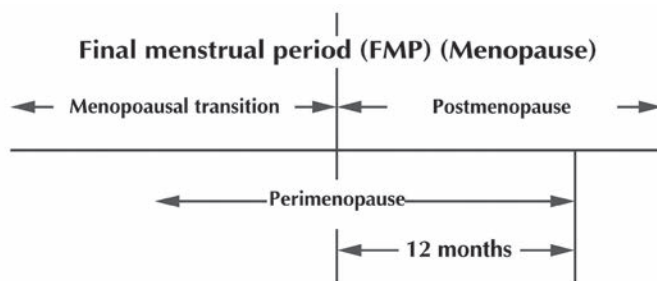 Final menstrual period (FMP) (Menopause)
Menopoausal transition
Postmenopause
Perimenopause
12 months